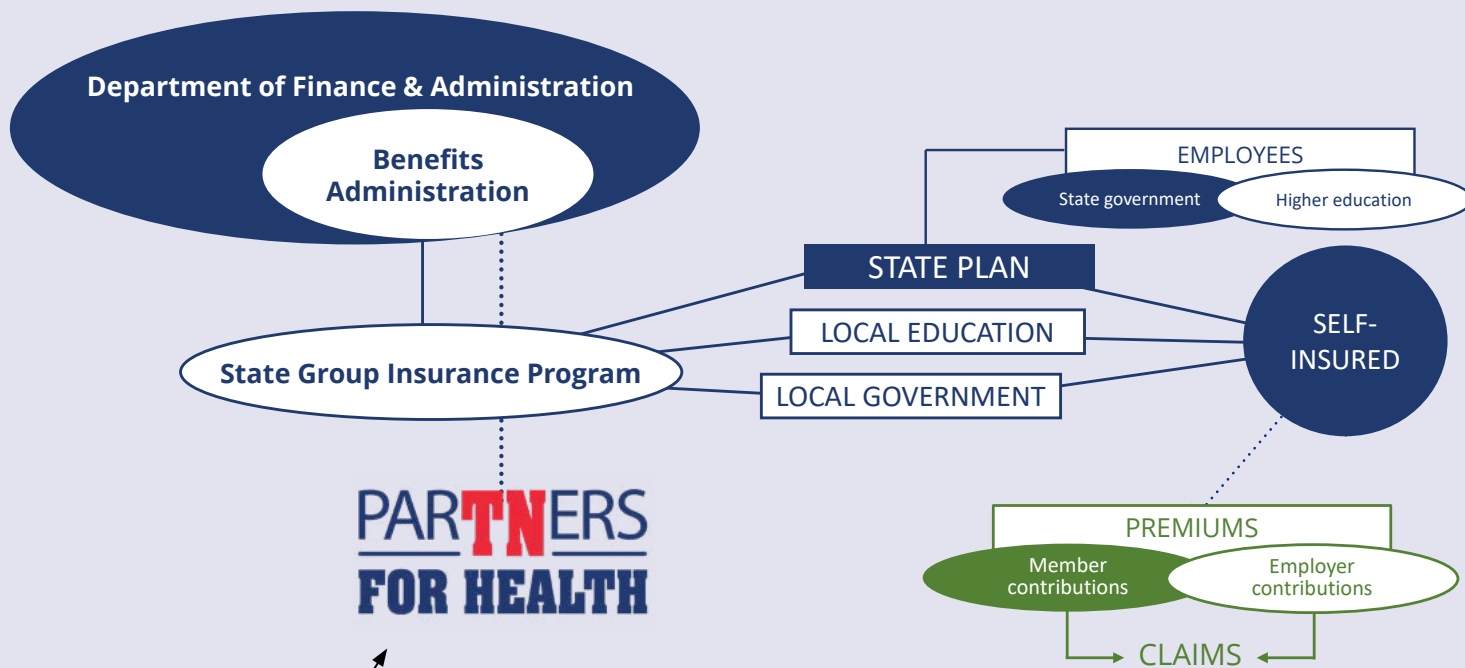 Department of Finance & Administration
Benefits
Administration
EMPLOYEES
State government
Higher education
STATE PLAN
LOCAL EDUCATION
SELF-
INSURED
State Group Insurance Program
LOCAL GOVERNMENT
PARTNERS
FOR HEALTH
PREMIUMS
Member
contributions
Employer
contributions
CLAIMS